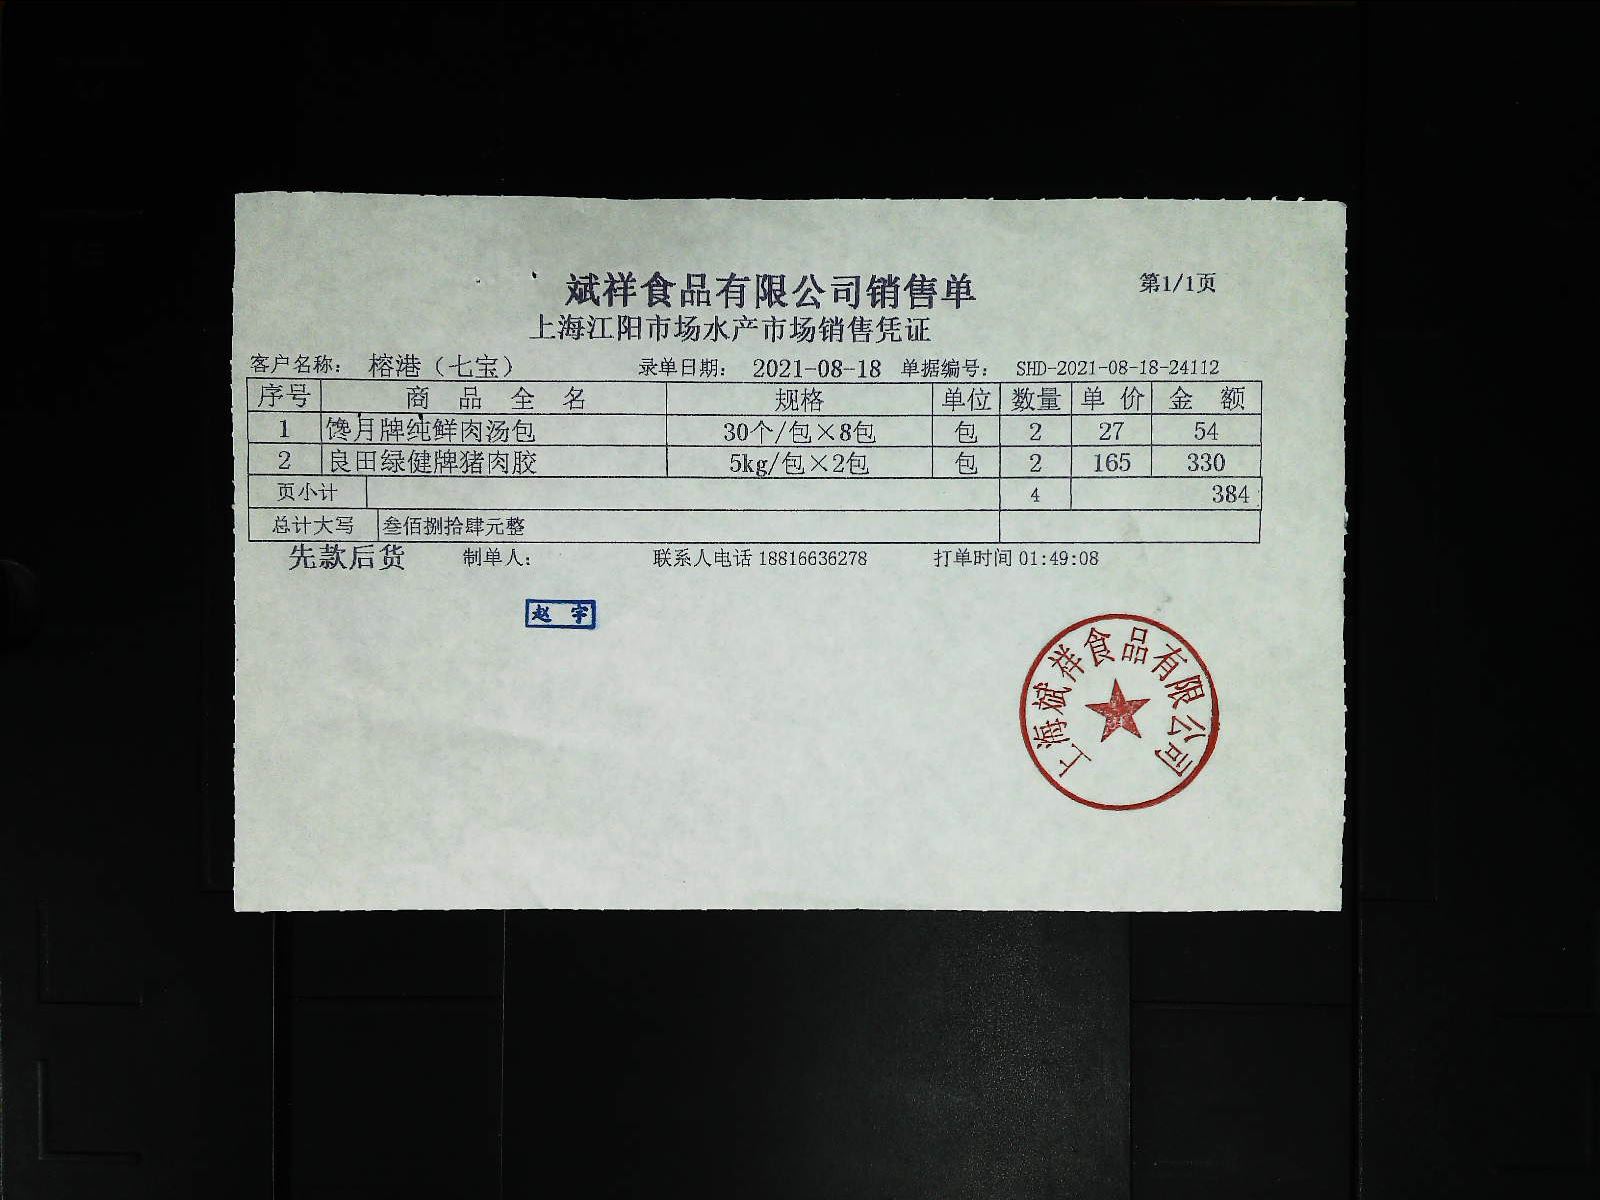 斌祥食品有限公司销售单 第1/1页
上海江阳市场水产市场销售凭证
客户名称： 榕港（七宝） 录单日期： 2021-08-18 单据编号： SHD-2021-08-18-24112
序号 商品全名 规格 单位 数量 单价 金额
1 馋月牌纯鲜肉汤包 30个/包×8包 包 2 27 54
2 良田绿健牌猪肉胶 5kg/包×2包 包 2 165 330
页小计 4 384
总计大写 叁佰捌拾肆元整
先款后货 制单人： 联系人电话 18816636278 打单时间 01:49:08
赵宇
上海斌祥食品有限公司